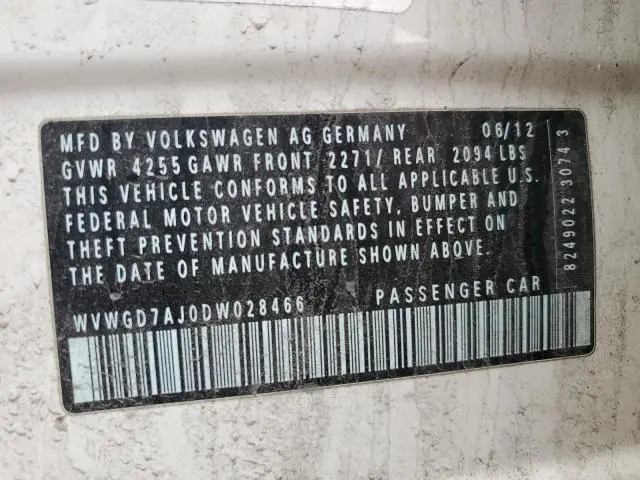 MFD BY VOLKSWAGEN AG GERMANY 06/12
GVWR 4255 GAWR FRONT 2271/ REAR 2094 LBS
THIS VEHICLE CONFORMS TO ALL APPLICABLE U.S.
FEDERAL MOTOR VEHICLE SAFETY, BUMPER AND
THEFT PREVENTION STANDARDS IN EFFECT ON
THE DATE OF MANUFACTURE SHOWN ABOVE.
WVWGD7AJ0DW028466 PASSENGER CAR
8249022 3074 3